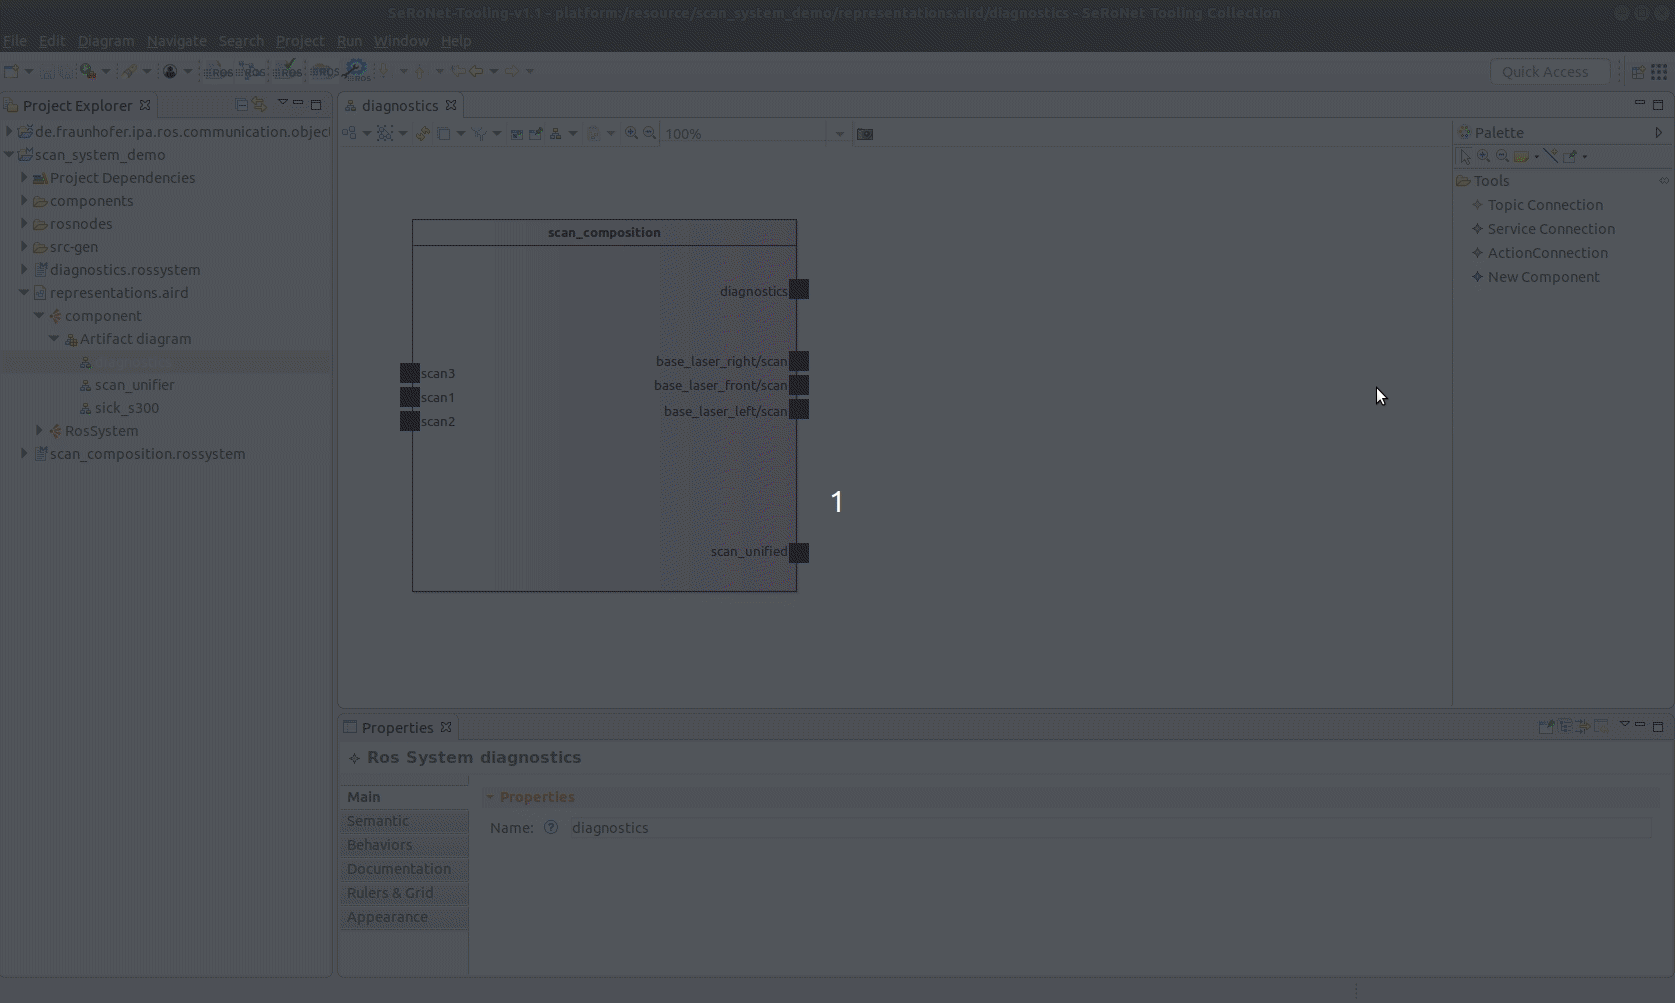 SeRoNet-Tooling-v1.1 - platform:/resource/scan_system_demo/representations.aird/diagnostics - SeRoNet Tooling Collection
File Edit Diagram Navigate Search Project Run Window Help
Quick Access
Project Explorer
de.fraunhofer.ipa.ros.communication.objec
scan_system_demo
Project Dependencies
components
rosnodes
src-gen
diagnostics.rossystem
representations.aird
component
Artifact diagram
scan_unifier
sick_s300
RosSystem
scan_composition.rossystem
diagnostics
100%
scan_composition
diagnostics
base_laser_right/scan
base_laser_front/scan
base_laser_left/scan
scan3
scan1
scan2
scan_unified
1
Palette
Tools
Topic Connection
Service Connection
ActionConnection
New Component
Properties
Ros System diagnostics
Main
Semantic
Behaviors
Documentation
Rulers & Grid
Appearance
Properties
Name: diagnostics